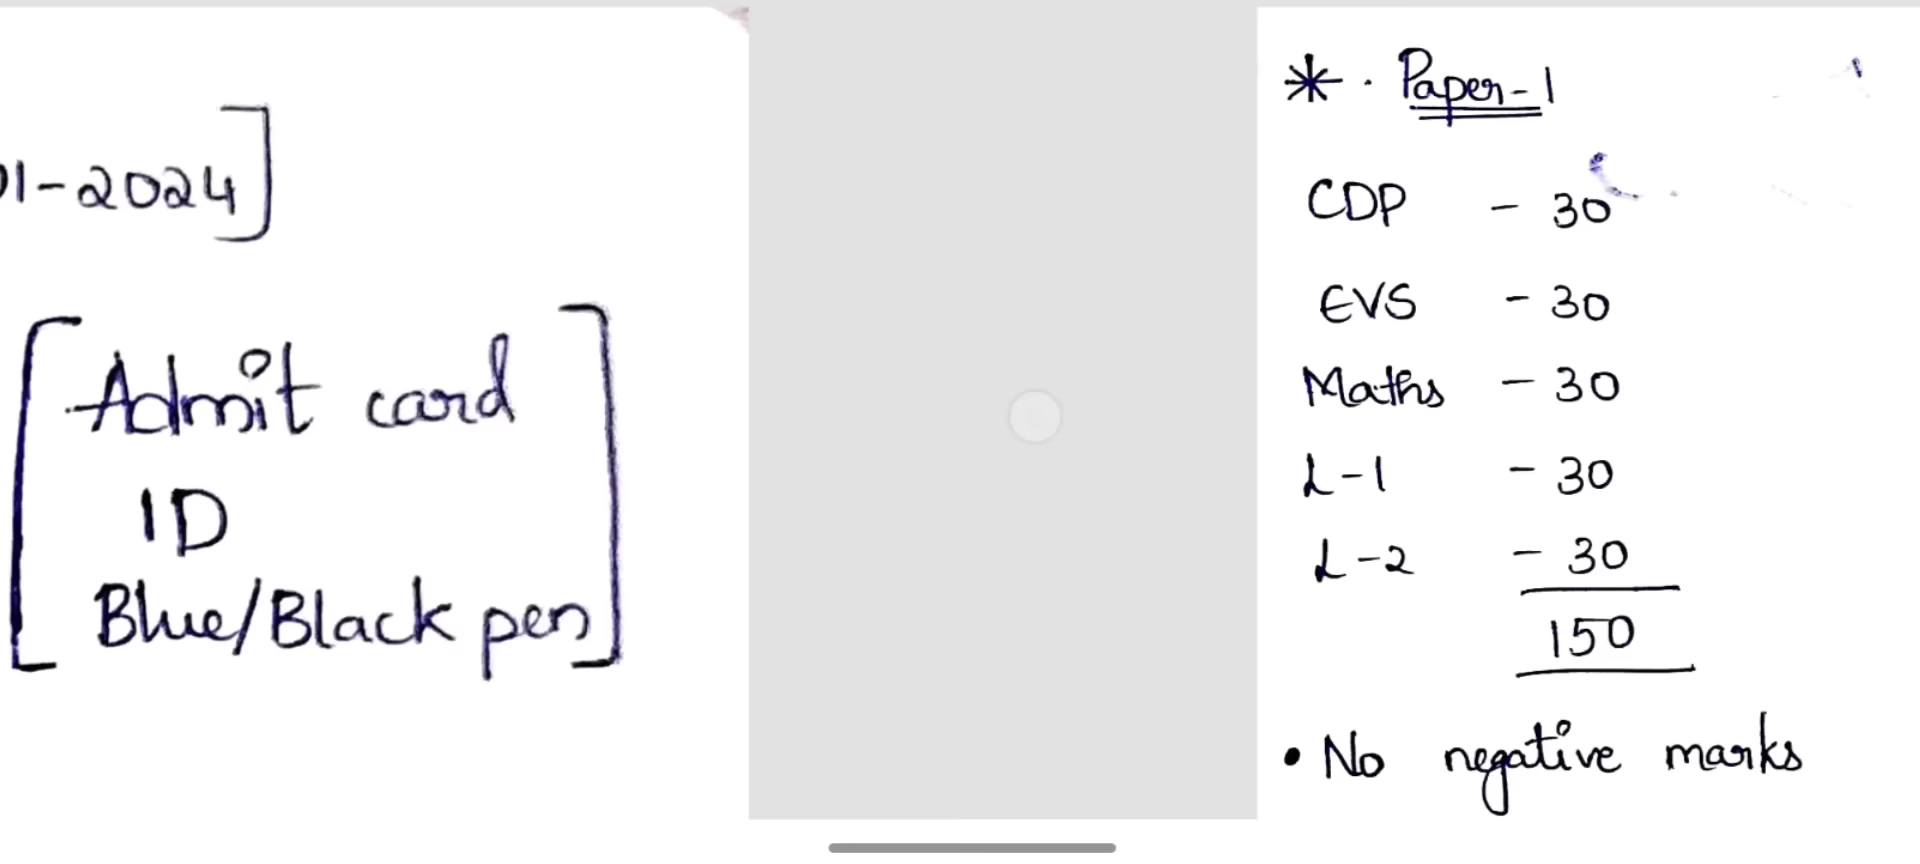 01-2024]
Admit card
ID
Blue/Black pen
* . Paper-1
CDP - 30
EVS - 30
Maths - 30
L-1 - 30
L-2 - 30
150
• No negative marks